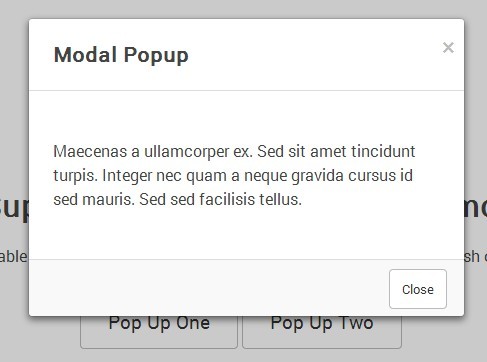 Modal Popup
×
Maecenas a ullamcorper ex. Sed sit amet tincidunt
turpis. Integer nec quam a neque gravida cursus id
sed mauris. Sed sed facilisis tellus.
Close
Pop Up One
Pop Up Two